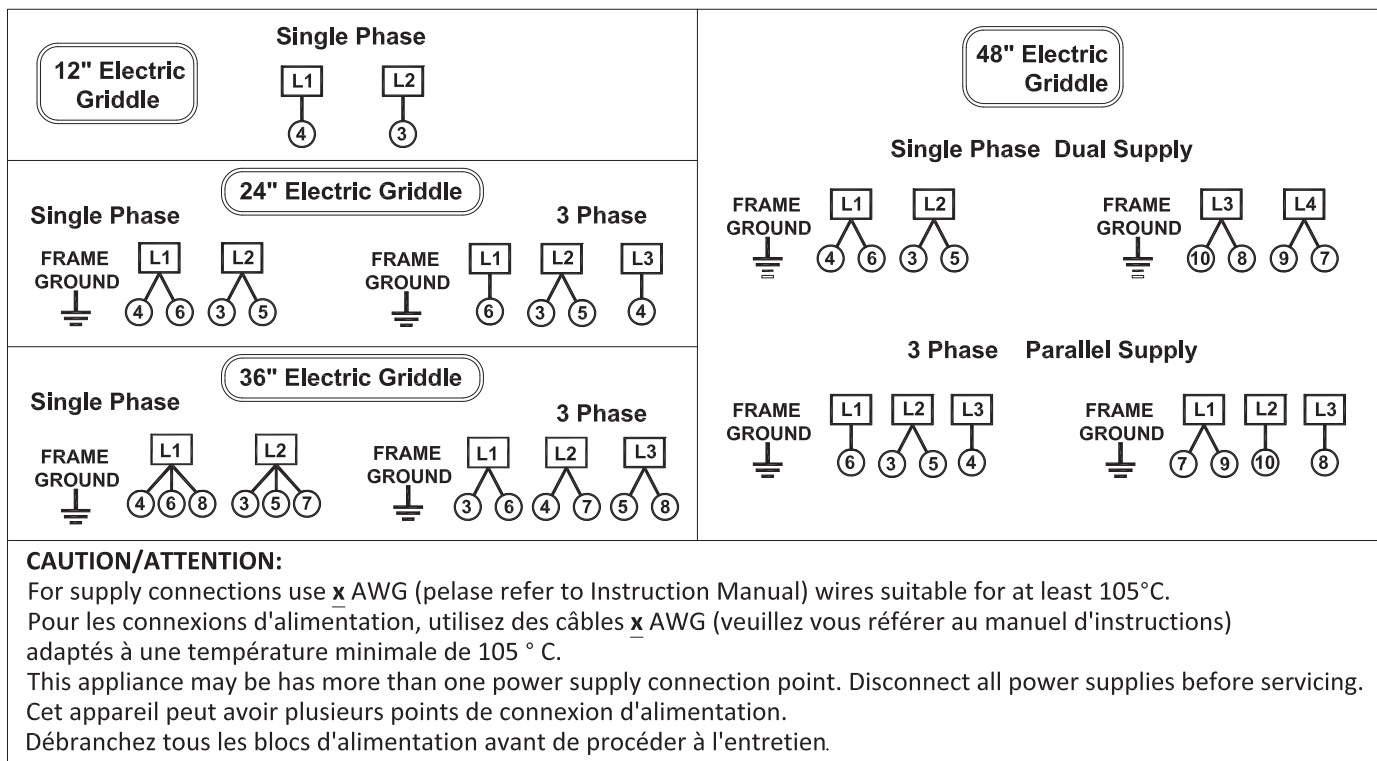 Single Phase
12" Electric
Griddle
L1 L2
4 3
24" Electric Griddle
Single Phase
3 Phase
FRAME
GROUND
L1 L2
4 6 3 5
FRAME
GROUND
L1 L2 L3
6 3 5 4
36" Electric Griddle
Single Phase
3 Phase
FRAME
GROUND
L1 L2
4 6 8 3 5 7
FRAME
GROUND
L1 L2 L3
3 6 4 7 5 8
48" Electric
Griddle
Single Phase Dual Supply
FRAME
GROUND
L1 L2
4 6 3 5
FRAME
GROUND
L3 L4
10 8 9 7
3 Phase Parallel Supply
FRAME
GROUND
L1 L2 L3
6 3 5 4
FRAME
GROUND
L1 L2 L3
7 9 10 8
CAUTION/ATTENTION:
For supply connections use x AWG (pelase refer to Instruction Manual) wires suitable for at least 105°C.
Pour les connexions d'alimentation, utilisez des câbles x AWG (veuillez vous référer au manuel d'instructions)
adaptés à une température minimale de 105 ° C.
This appliance may be has more than one power supply connection point. Disconnect all power supplies before servicing.
Cet appareil peut avoir plusieurs points de connexion d'alimentation.
Débranchez tous les blocs d'alimentation avant de procéder à l'entretien.